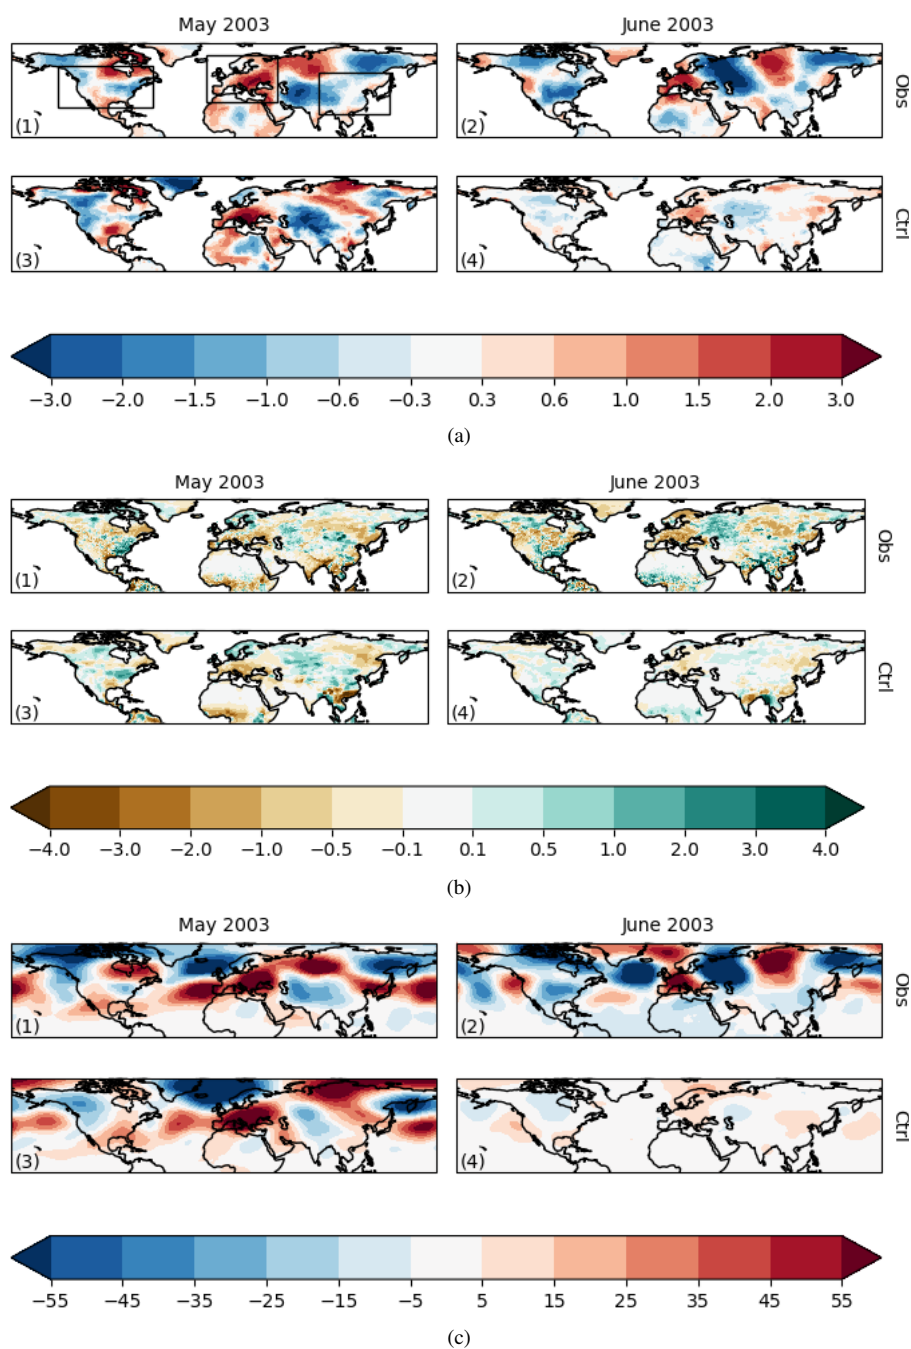 May 2003 June 2003
(1) (2) Obs
(3) (4) Ctrl
−3.0 −2.0 −1.5 −1.0 −0.6 −0.3 0.3 0.6 1.0 1.5 2.0 3.0
(a)
May 2003 June 2003
(1) (2) Obs
(3) (4) Ctrl
−4.0 −3.0 −2.0 −1.0 −0.5 −0.1 0.1 0.5 1.0 2.0 3.0 4.0
(b)
May 2003 June 2003
(1) (2) Obs
(3) (4) Ctrl
−55 −45 −35 −25 −15 −5 5 15 25 35 45 55
(c)